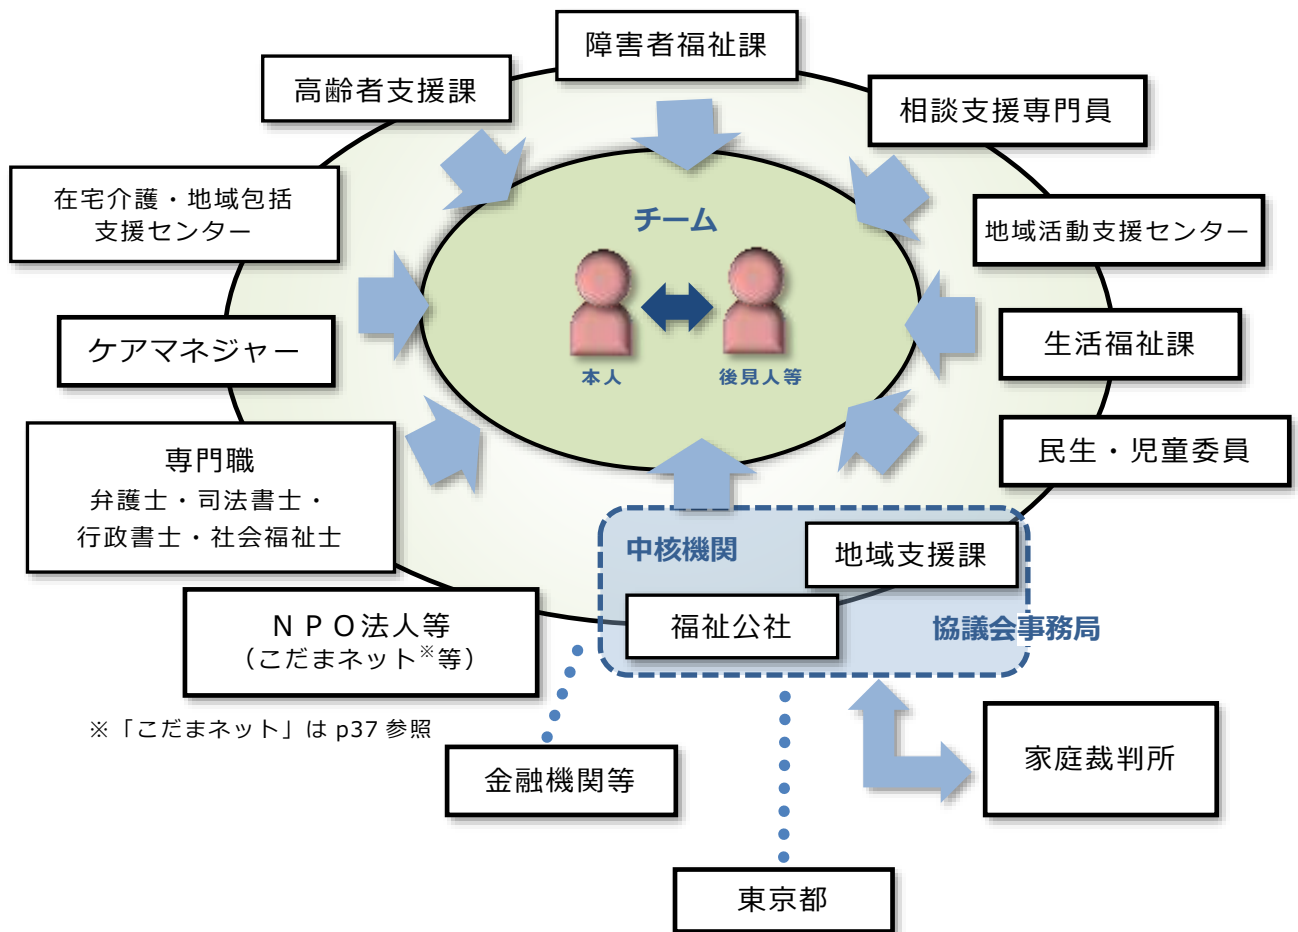 障害者福祉課
高齢者支援課
相談支援専門員
在宅介護・地域包括
支援センター
地域活動支援センター
チーム
本人
後見人等
ケアマネジャー
生活福祉課
専門職
弁護士・司法書士・
行政書士・社会福祉士
民生・児童委員
中核機関
地域支援課
福祉公社
協議会事務局
ＮＰＯ法人等
（こだまネット※等）
※「こだまネット」は p37 参照
金融機関等
家庭裁判所
東京都